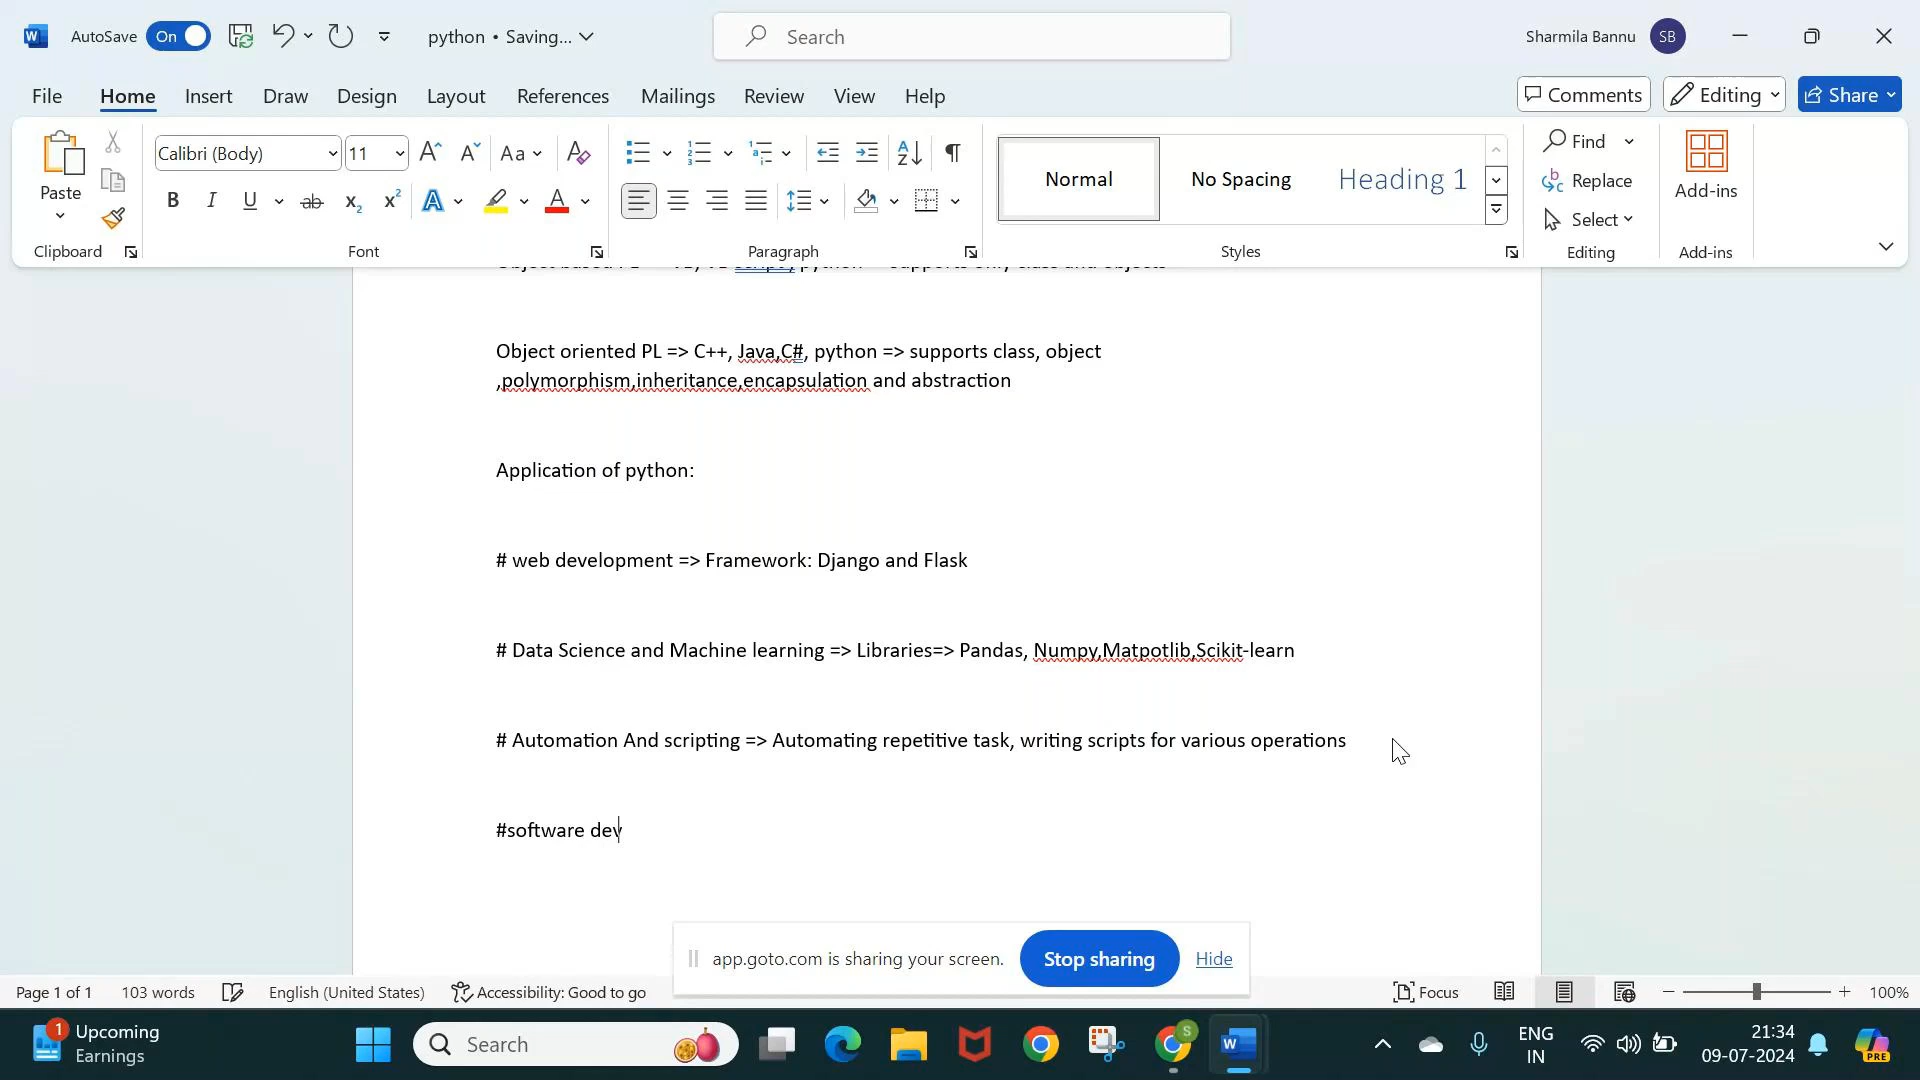 AutoSave On python • Saving... Search Sharmila Bannu SB
File Home Insert Draw Design Layout References Mailings Review View Help Comments Editing Share
Calibri (Body) 11 Aa Normal No Spacing Heading 1 Find
Paste Replace Add-ins
B I U ab x₂ x² A A Select
Clipboard Font Paragraph Styles Editing Add-ins
Object oriented PL => C++, Java,C#, python => supports class, object
,polymorphism,inheritance,encapsulation and abstraction
Application of python:
# web development => Framework: Django and Flask
# Data Science and Machine learning => Libraries=> Pandas, Numpy,Matpotlib,Scikit-learn
# Automation And scripting => Automating repetitive task, writing scripts for various operations
#software dev
app.goto.com is sharing your screen. Stop sharing Hide
Page 1 of 1 103 words English (United States) Accessibility: Good to go Focus 100%
1 Upcoming Search ENG 21:34
Earnings IN 09-07-2024 PRE